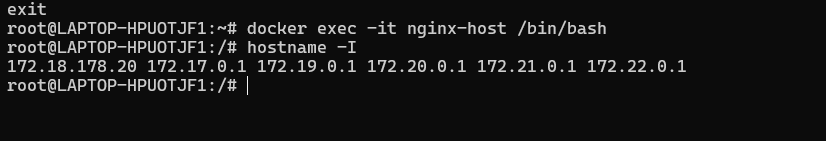 exit
root@LAPTOP-HPUOTJF1:~# docker exec -it nginx-host /bin/bash
root@LAPTOP-HPUOTJF1:/# hostname -I
172.18.178.20 172.17.0.1 172.19.0.1 172.20.0.1 172.21.0.1 172.22.0.1
root@LAPTOP-HPUOTJF1:/#